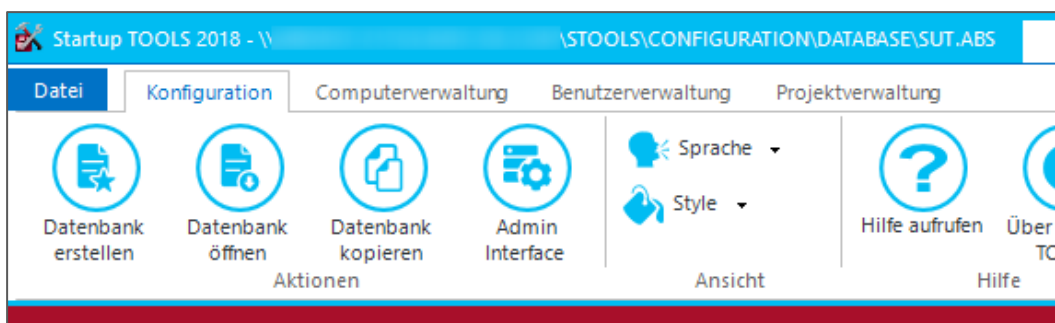 Startup TOOLS 2018 - \\ \STOOLS\CONFIGURATION\DATABASE\SUT.ABS
Datei Konfiguration Computerverwaltung Benutzerverwaltung Projektverwaltung
Sprache
Style
Datenbank erstellen
Datenbank öffnen
Datenbank kopieren
Admin Interface
Hilfe aufrufen
Über
Aktionen Ansicht Hilfe